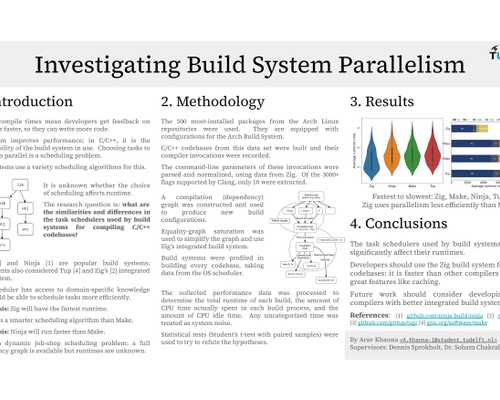 Investigating Build System Parallelism
ntroduction
compile times mean developers get feedback on
faster, so they can write more code.
improve performance; in C/C++, it is the
bility of the build system in use. Choosing tasks to
parallel is a scheduling problem.
tems use a variety scheduling algorithms for this.
It is unknown whether the choice
of scheduling affects runtime.
The research question is: what are
the similarities and differences in
the task schedulers used by build
systems for compiling C/C++
codebases?
and Ninja [1] are popular build systems;
ents also considered Tup [4] and Zig's [2] integrated
eduler has access to domain-specific knowledge
ld be able to schedule tasks more efficiently.
Zig will have the fastest runtime.
is a smarter scheduling algorithm than Make.
Ninja will run faster than Make.
dynamic job-shop scheduling problem; a full
ncy graph is available but runtimes are unknown.
2. Methodology
The 500 most-installed packages from the Arch Linux
repositories were used. They are equipped with
configurations for the Arch Build System.
C/C++ codebases from this data set were built and their
compiler invocations were recorded.
The command-line parameters of these invocations were
parsed and normalized, using data from Zig. Of the 3000+
flags supported by Clang, only 10 were extracted.
A compilation (dependency)
graph was constructed and used
to produce new build
configurations.
Equality-graph saturation was
used to simplify the graph and use
Zig's integrated build system.
Build systems were profiled in
building every codebase, taking
data from the OS scheduler.
The collected performance data was processed to
determine the total runtime of each build, the amount of
CPU time actually spent in each build process, and the
amount of CPU idle time. Any uncategorized time was
treated as system noise.
Statistical tests (Student t-test with paired samples) were
used to try to refute the hypotheses.
3. Results
Fastest to slowest: Zig, Make, Ninja, Tu
Zig uses parallelism less efficiently than
4. Conclusions
The task schedulers used by build systems
significantly affect their runtimes.
Developers should use the Zig build system for
codebases: it is faster than other compilers
great features like caching.
Future work should consider develop
compilers with better integrated build system
References: [1] github.com/ninja-build/ninja [2]
[3] github.com/gittup/tup/ [4] gnu.org/software/make
By Arnav Khanna
Supervisors: Dennis Sprokholt, Dr. Soham Chakra